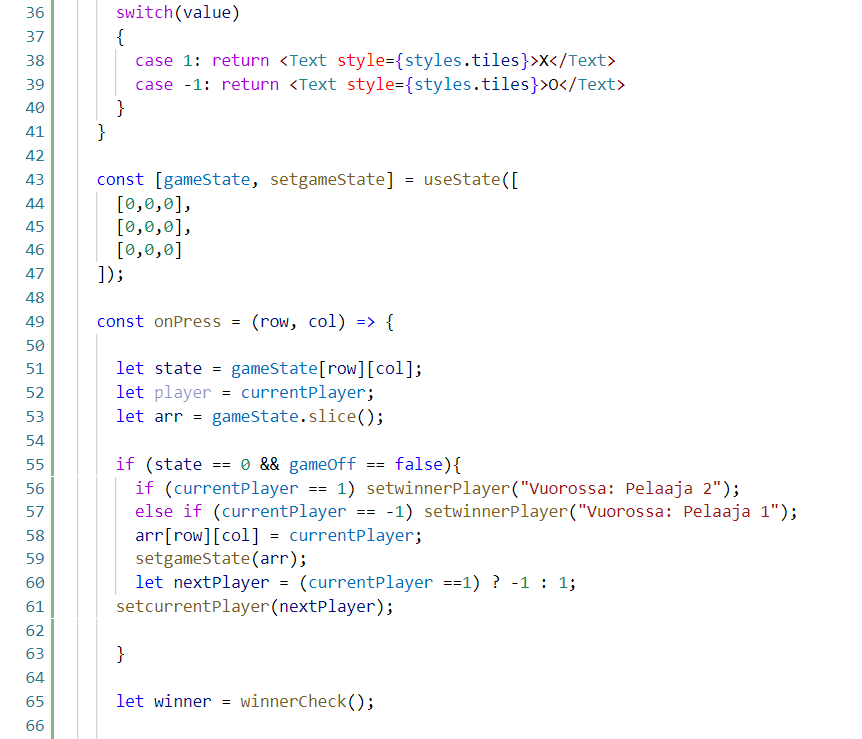 36 switch(value)
37 {
38 case 1: return <Text style={styles.tiles}>X</Text>
39 case -1: return <Text style={styles.tiles}>O</Text>
40 }
41 }
42
43 const [gameState, setgameState] = useState([
44 [0,0,0],
45 [0,0,0],
46 [0,0,0]
47 ]);
48
49 const onPress = (row, col) => {
50
51 let state = gameState[row][col];
52 let player = currentPlayer;
53 let arr = gameState.slice();
54
55 if (state == 0 && gameOff == false){
56 if (currentPlayer == 1) setwinnerPlayer("Vuorossa: Pelaaja 2");
57 else if (currentPlayer == -1) setwinnerPlayer("Vuorossa: Pelaaja 1");
58 arr[row][col] = currentPlayer;
59 setgameState(arr);
60 let nextPlayer = (currentPlayer ==1) ? -1 : 1;
61 setcurrentPlayer(nextPlayer);
62
63 }
64
65 let winner = winnerCheck();
66